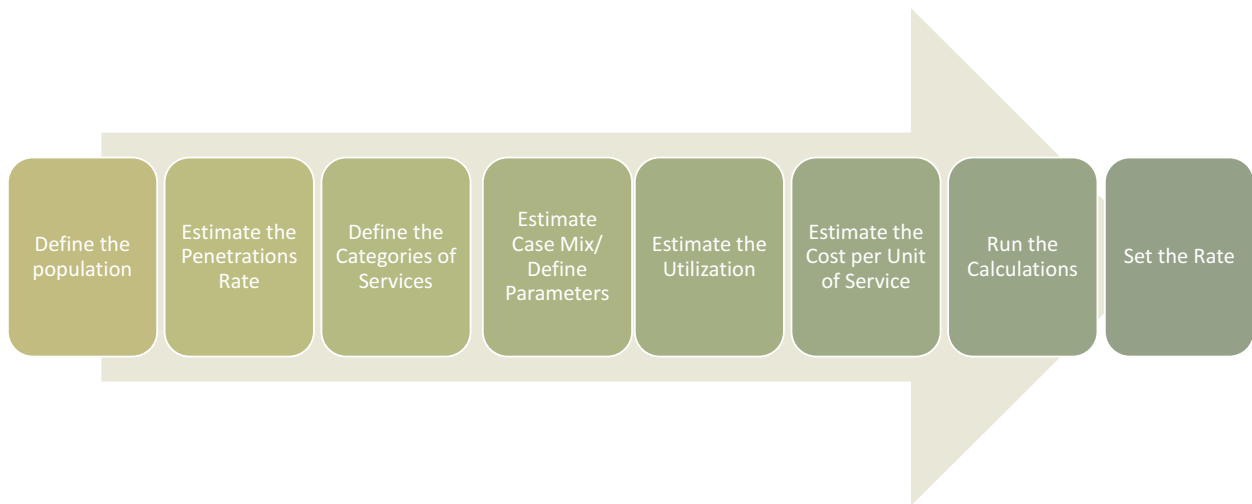 Define the
population
Estimate the
Penetrations
Rate
Define the
Categories of
Services
Estimate
Case Mix/
Define
Parameters
Estimate the
Utilization
Estimate the
Cost per Unit
of Service
Run the
Calculations
Set the Rate